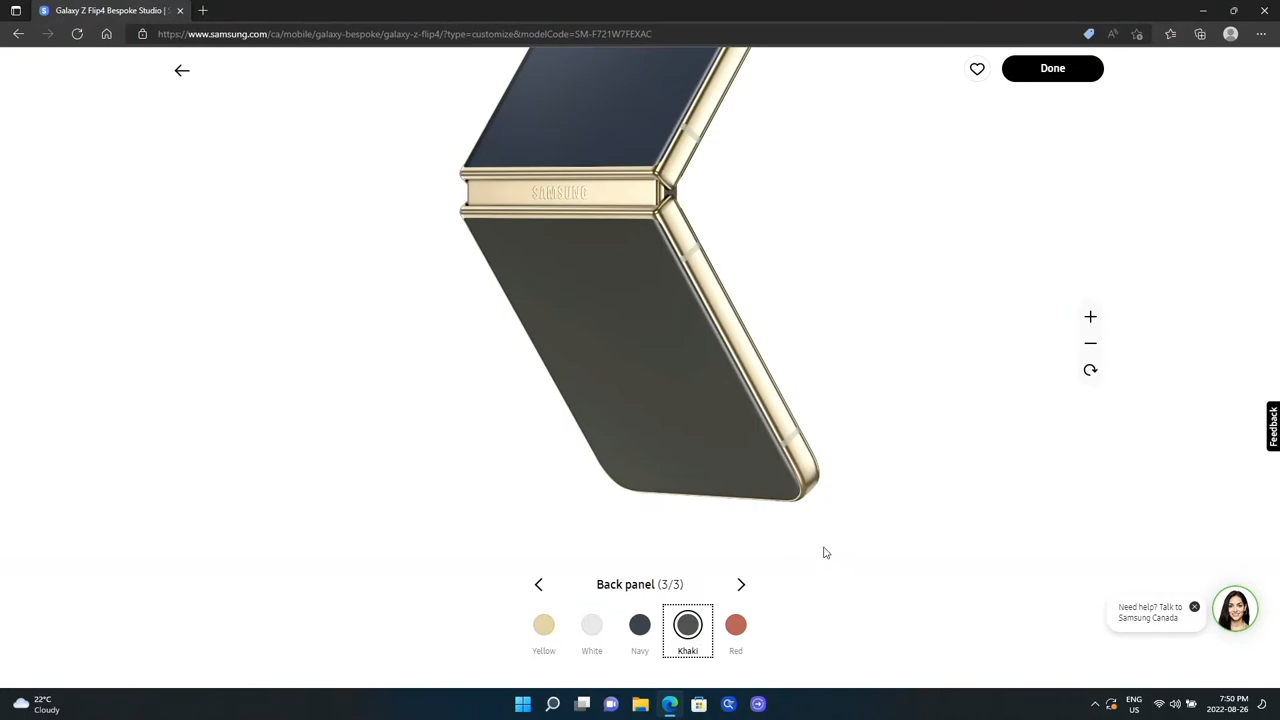 Galaxy Z Flip4 Bespoke Studio | S
https://www.samsung.com/ca/mobile/galaxy-bespoke/galaxy-z-flip4/?type=customize&modelCode=SM-F721W7FEXAC
Done
SAMSUNG
Feedback
Back panel (3/3)
Need help? Talk to
Samsung Canada
Yellow White Navy Khaki Red
22°C
Cloudy
ENG
US
7:50 PM
2022-08-26